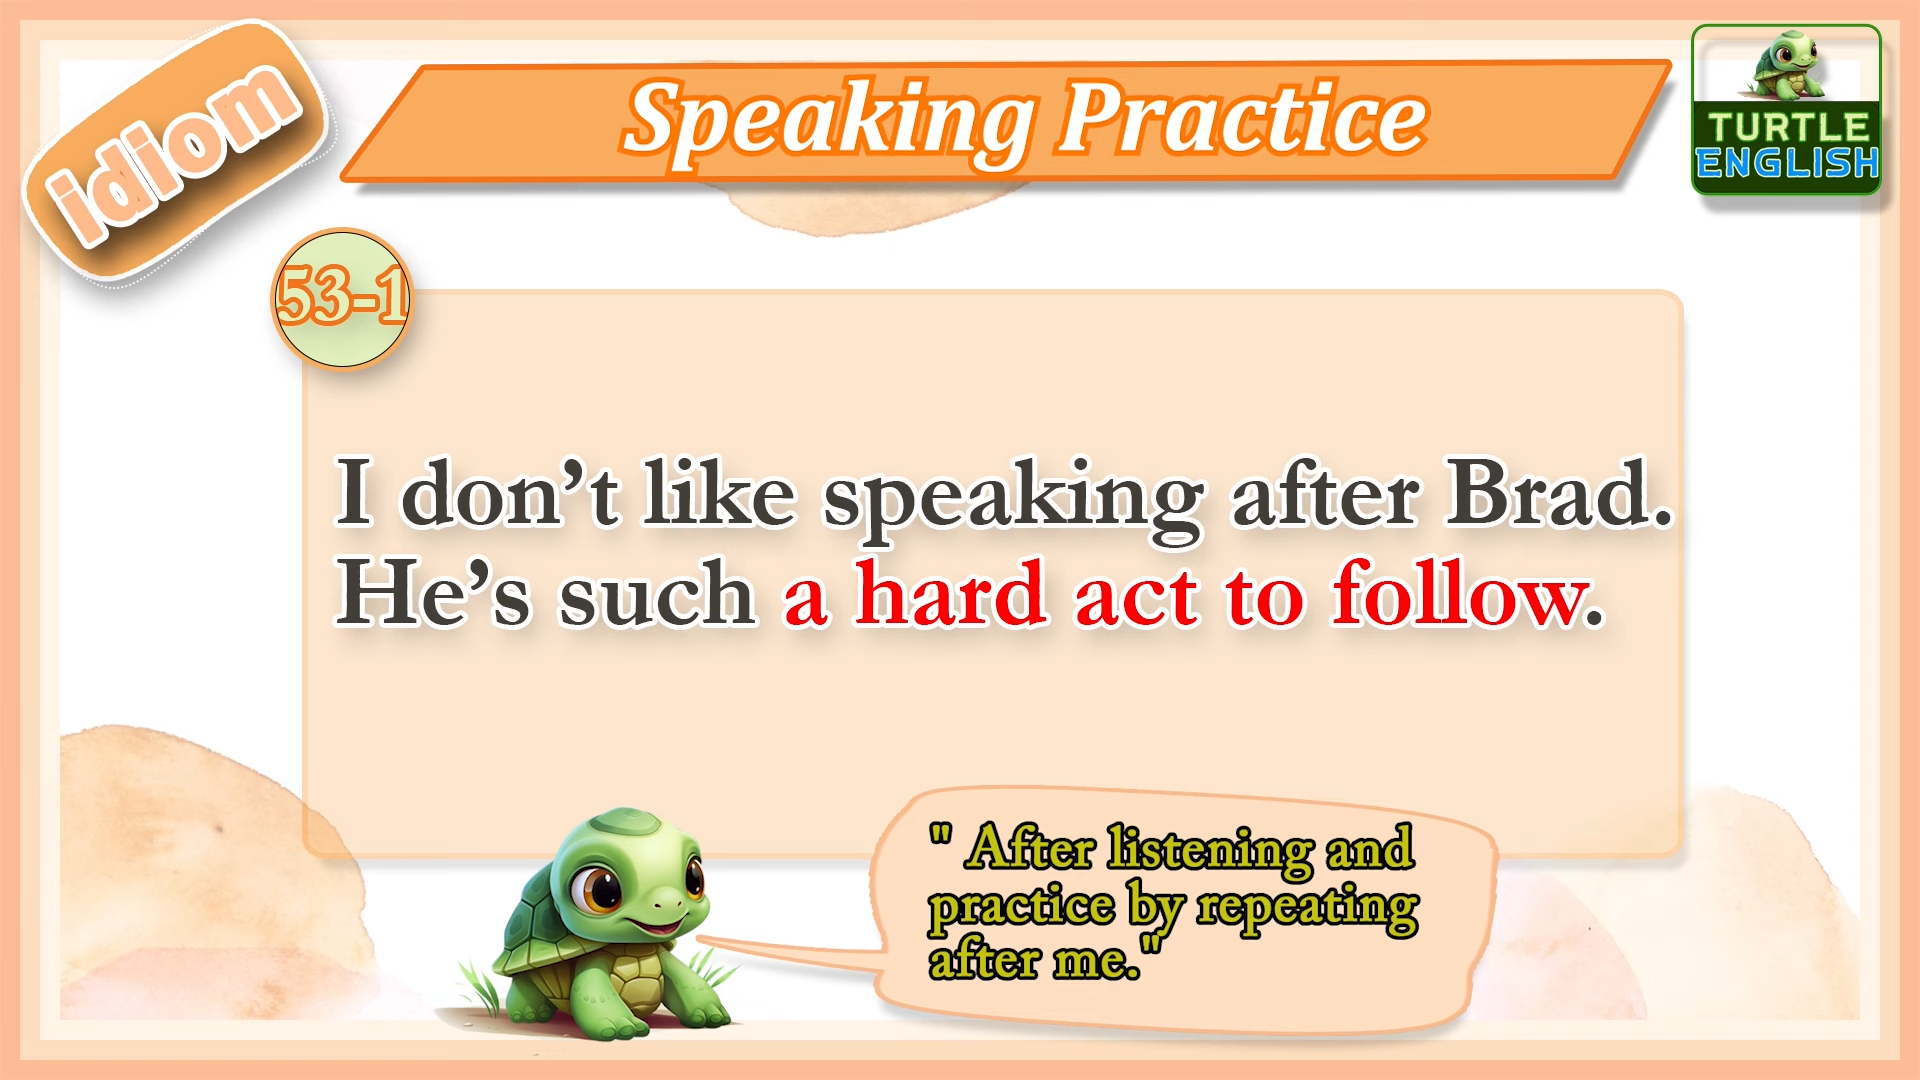 idiom
Speaking Practice
TURTLE
ENGLISH
53-1
I don’t like speaking after Brad.
He’s such a hard act to follow.
" After listening and
practice by repeating
after me."